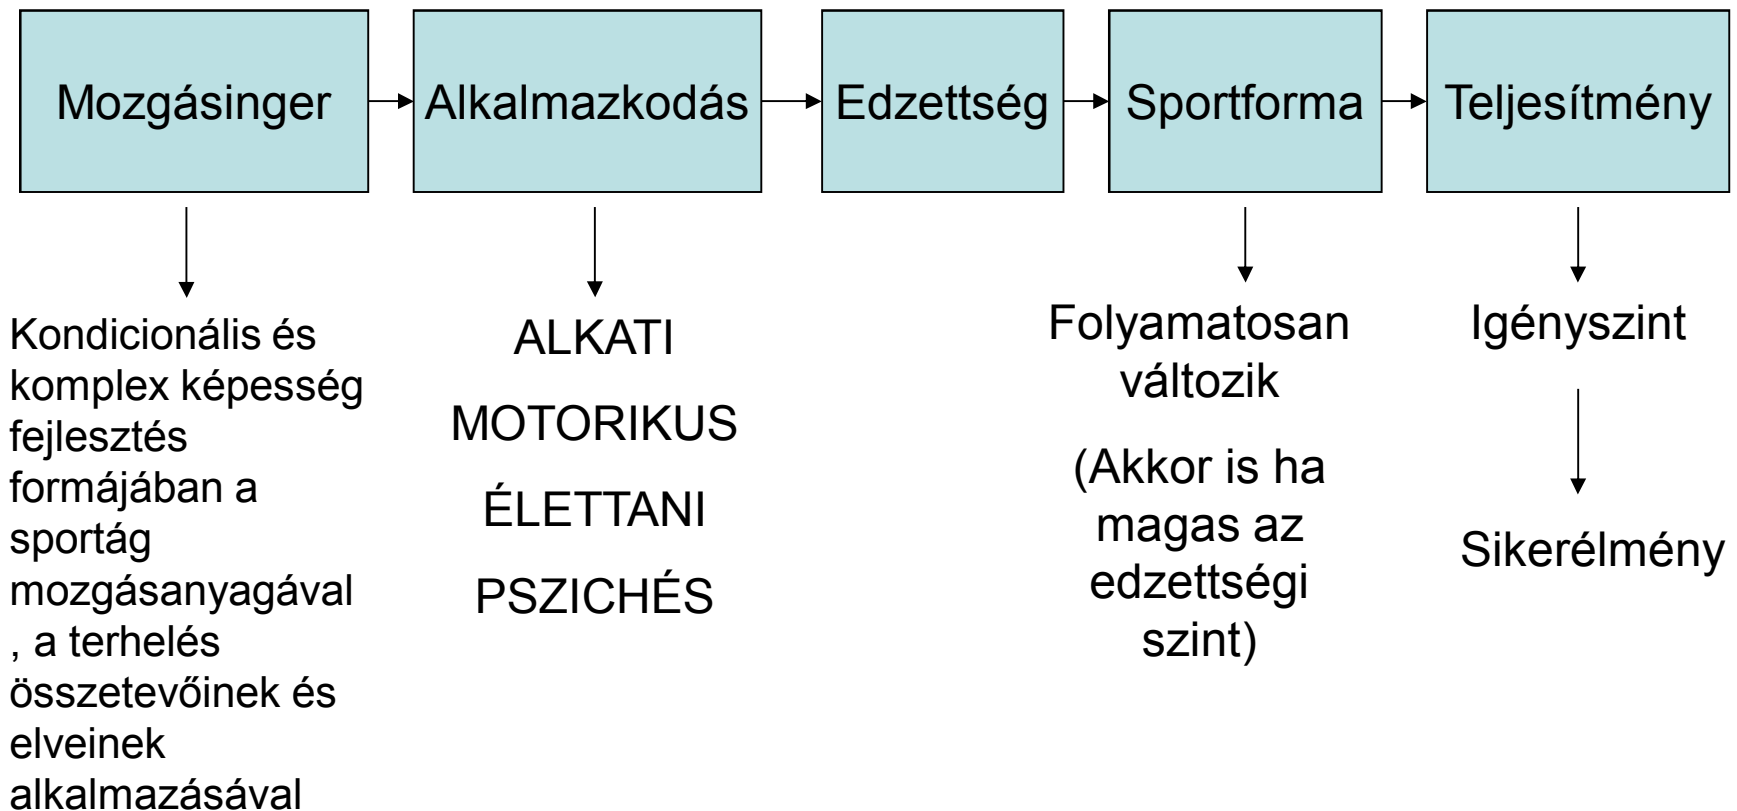 Mozgásinger
Alkalmazkodás
Edzettség
Sportforma
Teljesítmény
Kondicionális és
komplex képesség
fejlesztés
formájában a
sportág
mozgásanyagával
, a terhelés
összetevőinek és
elveinek
alkalmazásával
ALKATI
MOTORIKUS
ÉLETTANI
PSZICHÉS
Folyamatosan
változik
(Akkor is ha
magas az
edzettségi
szint)
Igényszint
Sikerélmény